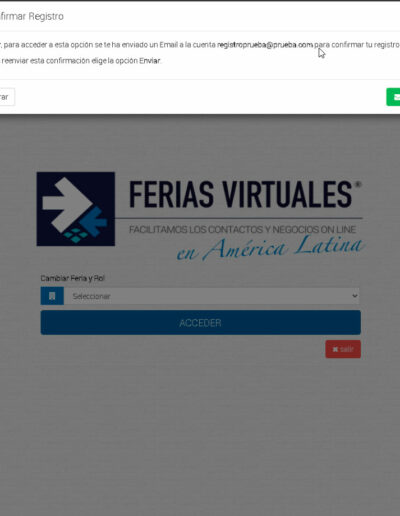 nfirmar Registro
r, para acceder a esta opción se te ha enviado un Email a la cuenta registroprueba@prueba.com para confirmar tu registro
reenviar esta confirmación elige la opción Enviar.
rar
FERIAS VIRTUALES®
FACILITAMOS LOS CONTACTOS Y NEGOCIOS ON LINE
en América Latina
Cambiar Feria y Rol
Seleccionar
ACCEDER
✖ salir